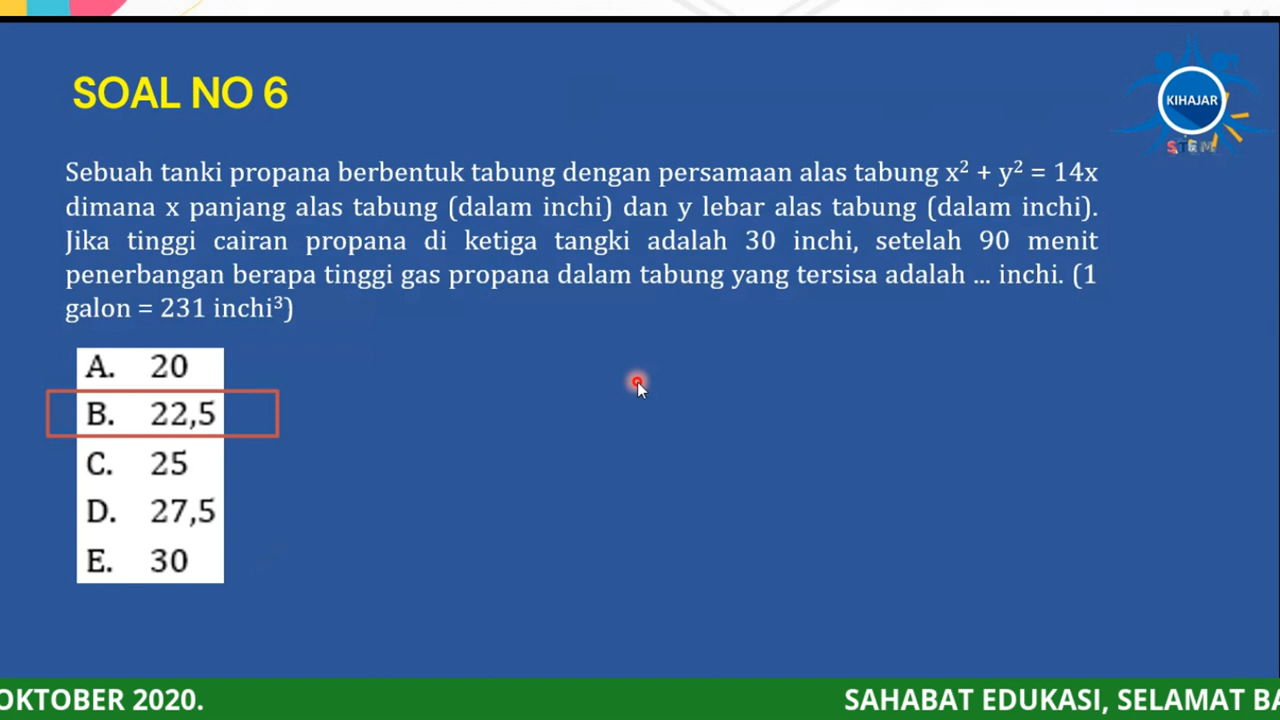 SOAL NO 6
KIHAJAR
STEM
Sebuah tanki propana berbentuk tabung dengan persamaan alas tabung x² + y² = 14x
dimana x panjang alas tabung (dalam inchi) dan y lebar alas tabung (dalam inchi).
Jika tinggi cairan propana di ketiga tangki adalah 30 inchi, setelah 90 menit
penerbangan berapa tinggi gas propana dalam tabung yang tersisa adalah ... inchi. (1
galon = 231 inchi³)
A. 20
B. 22,5
C. 25
D. 27,5
E. 30
OKTOBER 2020. SAHABAT EDUKASI, SELAMAT